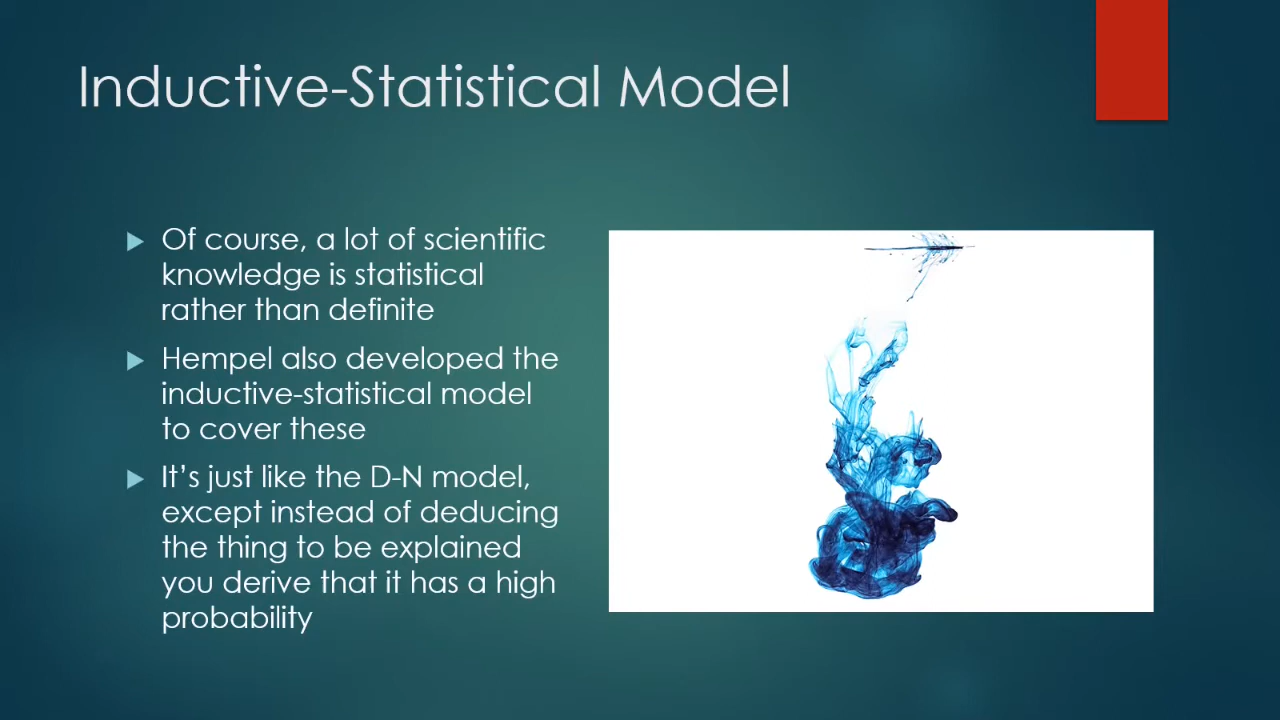 Inductive-Statistical Model
Of course, a lot of scientific
knowledge is statistical
rather than definite
Hempel also developed the
inductive-statistical model
to cover these
It’s just like the D-N model,
except instead of deducing
the thing to be explained
you derive that it has a high
probability